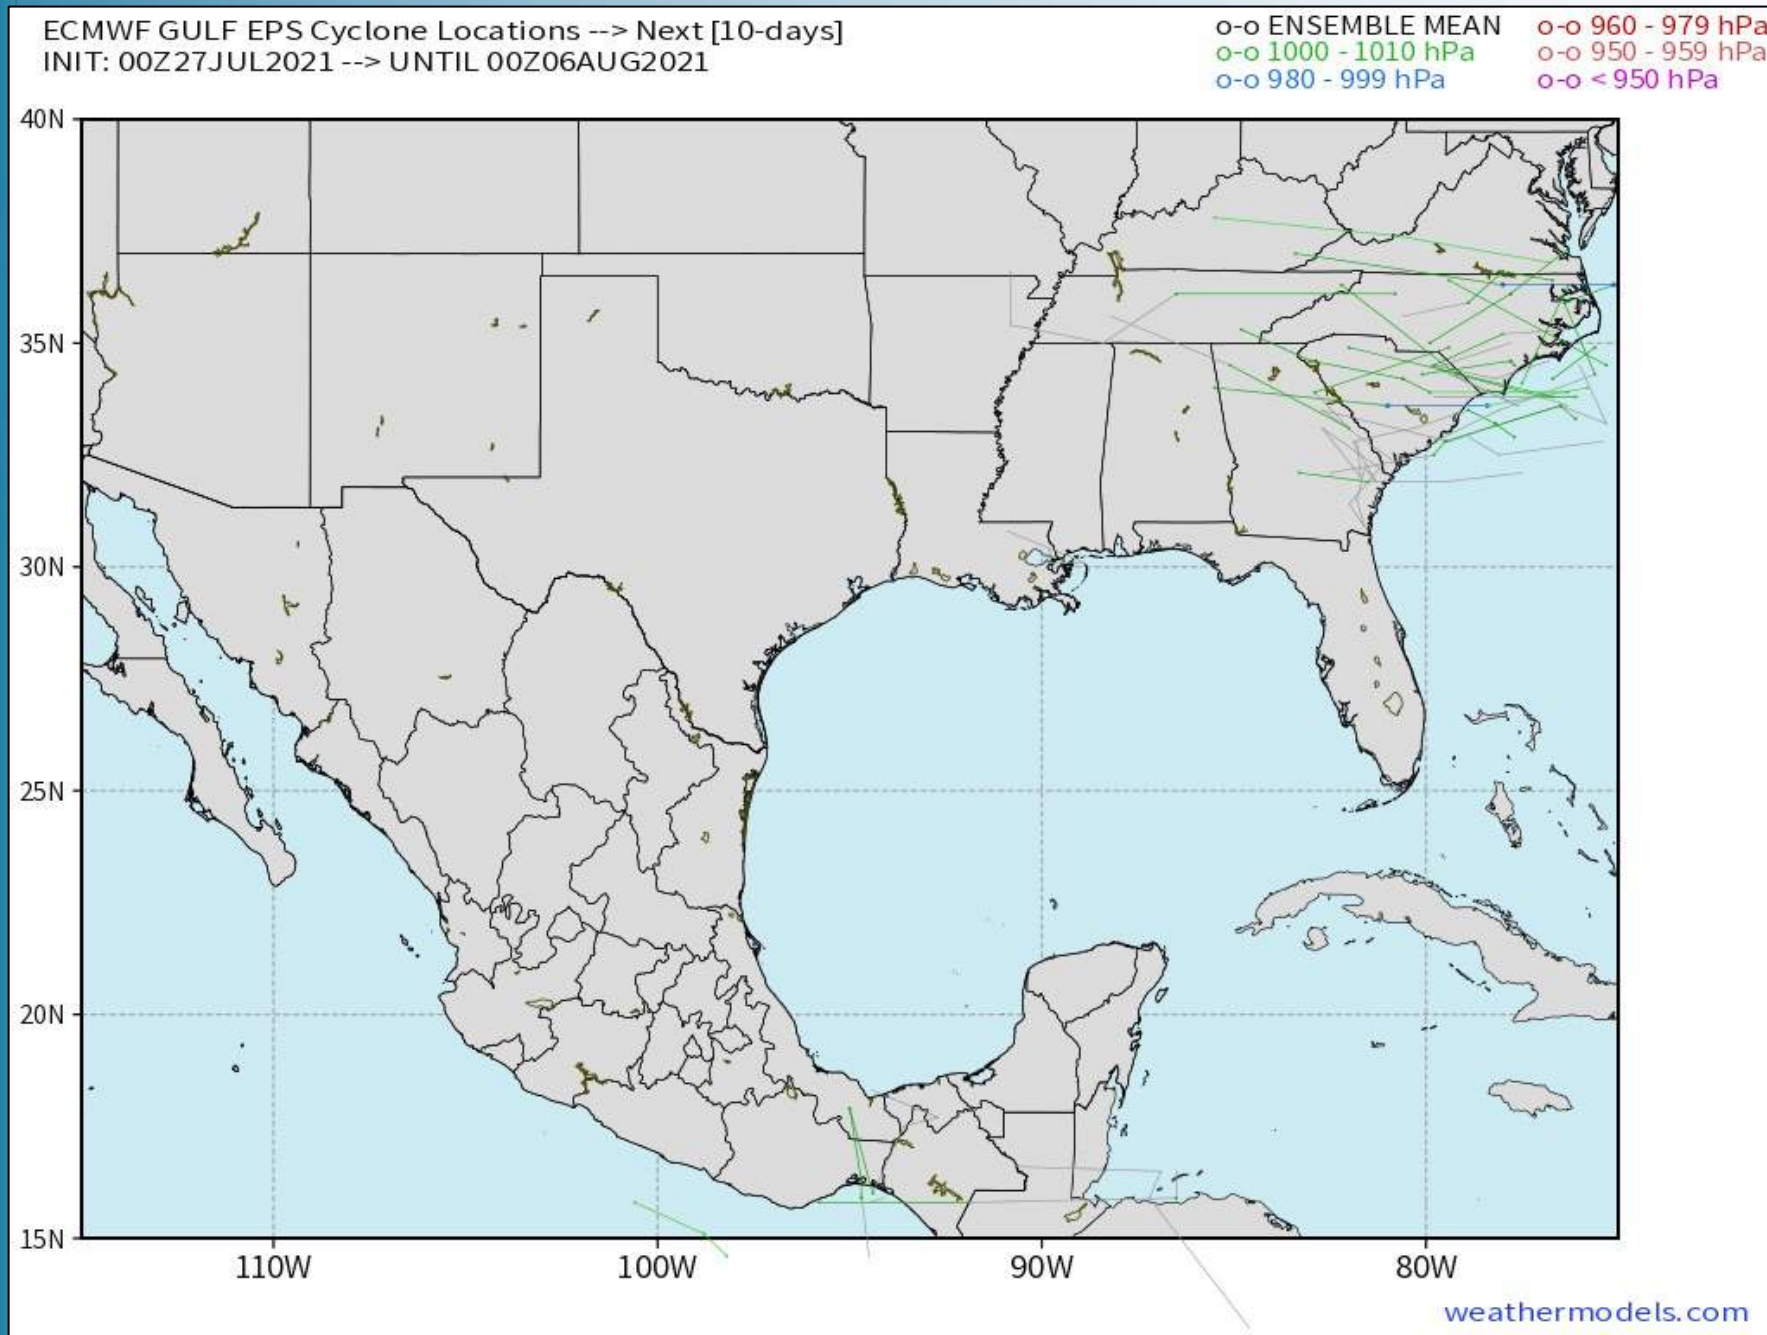 ECMWF GULF EPS Cyclone Locations --> Next [10-days]
INIT: 00Z27JUL2021 --> UNTIL 00Z06AUG2021
o-o ENSEMBLE MEAN
o-o 1000 - 1010 hPa
o-o 980 - 999 hPa
o-o 960 - 979 hPa
o-o 950 - 959 hPa
o-o < 950 hPa
40N
35N
30N
25N
20N
15N
110W 100W 90W 80W
weathermodels.com